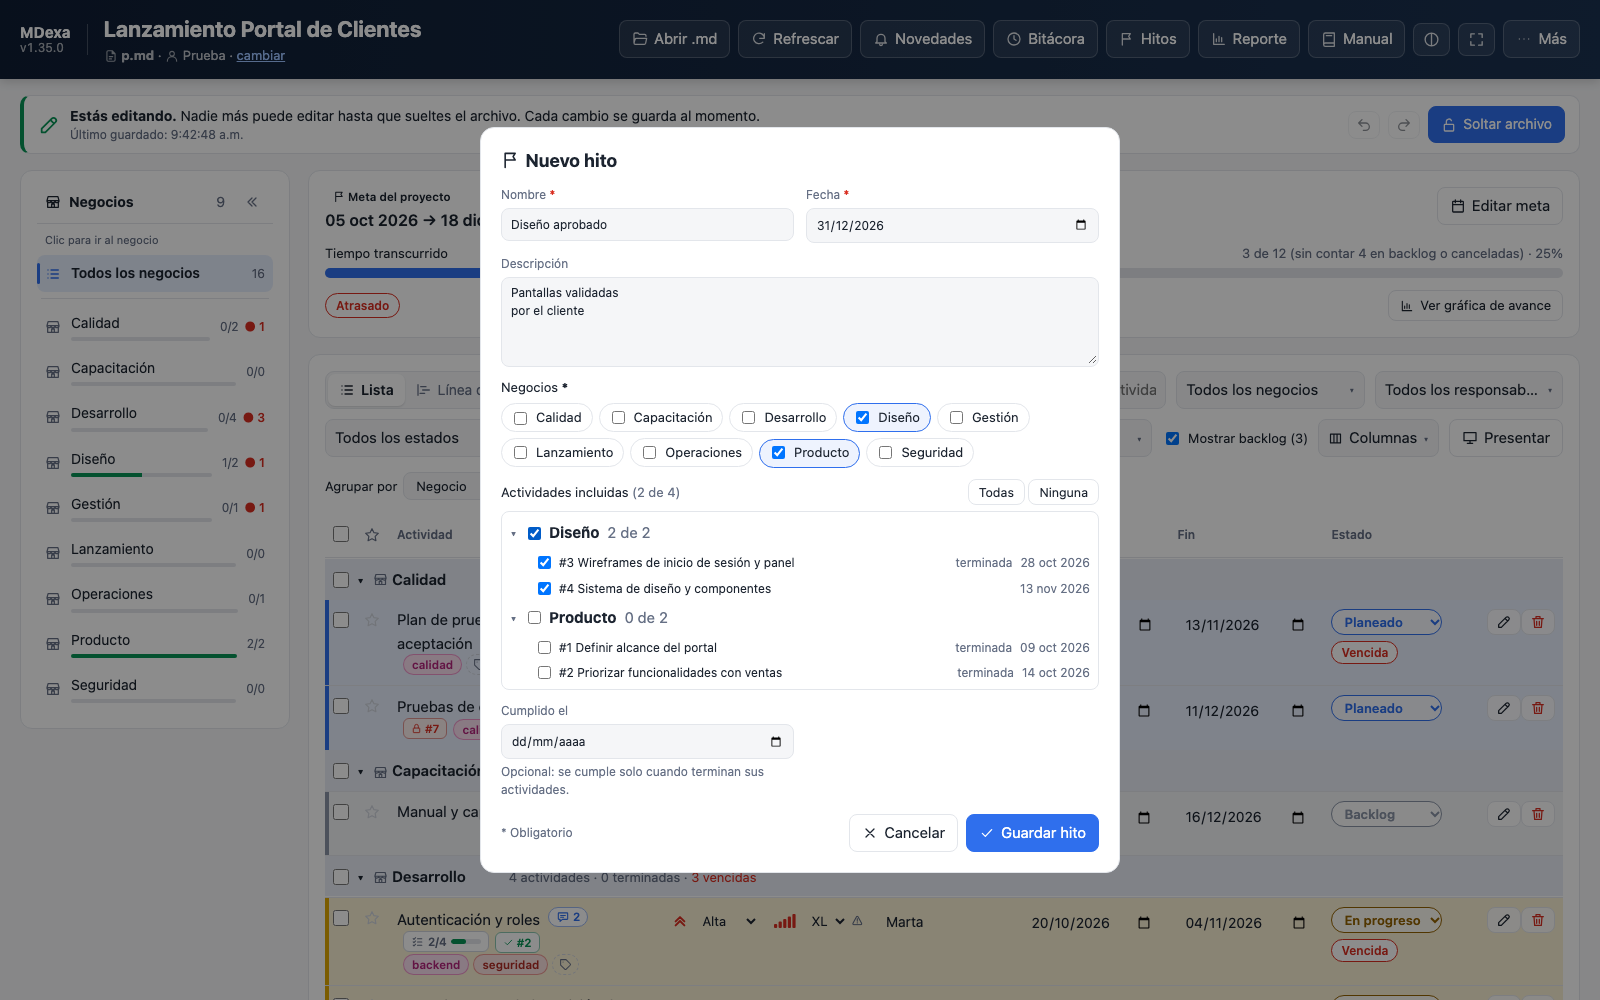 MDexa
v1.35.0
Lanzamiento Portal de Clientes
p.md · Prueba · cambiar
Abrir .md
Refrescar
Novedades
Bitácora
Hitos
Reporte
Manual
Más
Estás editando. Nadie más puede editar hasta que sueltes el archivo. Cada cambio se guarda al momento.
Último guardado: 9:42:48 a.m.
Soltar archivo
Negocios 9
Clic para ir al negocio
Todos los negocios 16
Calidad 0/2 1
Capacitación 0/0
Desarrollo 0/4 3
Diseño 1/2 1
Gestión 0/1 1
Lanzamiento 0/0
Operaciones 0/1
Producto 2/2
Seguridad 0/0
Meta del proyecto
05 oct 2026 → 18
Editar meta
Tiempo transcurrido
3 de 12 (sin contar 4 en backlog o canceladas) · 25%
Atrasado
Ver gráfica de avance
Lista
Línea
Todos los negocios
Todos los responsab...
Todos los estados
Mostrar backlog (3)
Columnas
Presentar
Agrupar por Negocio
Actividad
Fin
Estado
Calidad
Plan de
aceptación
calidad
13/11/2026
Planeado
Vencida
Pruebas de
#7
11/12/2026
Planeado
Manual y
16/12/2026
Backlog
Desarrollo 4 actividades · 0 terminadas · 3 vencidas
Autenticación y roles 2
2/4 #2
backend seguridad
Alta
XL
Marta
20/10/2026
04/11/2026
En progreso
Vencida
Nuevo hito
Nombre *
Fecha *
Diseño aprobado
31/12/2026
Descripción
Pantallas validadas
por el cliente
Negocios *
Calidad Capacitación Desarrollo Diseño Gestión
Lanzamiento Operaciones Producto Seguridad
Actividades incluidas (2 de 4)
Todas
Ninguna
Diseño 2 de 2
#3 Wireframes de inicio de sesión y panel terminada 28 oct 2026
#4 Sistema de diseño y componentes 13 nov 2026
Producto 0 de 2
#1 Definir alcance del portal terminada 09 oct 2026
#2 Priorizar funcionalidades con ventas terminada 14 oct 2026
Cumplido el
dd/mm/aaaa
Opcional: se cumple solo cuando terminan sus
actividades.
* Obligatorio
Cancelar
Guardar hito